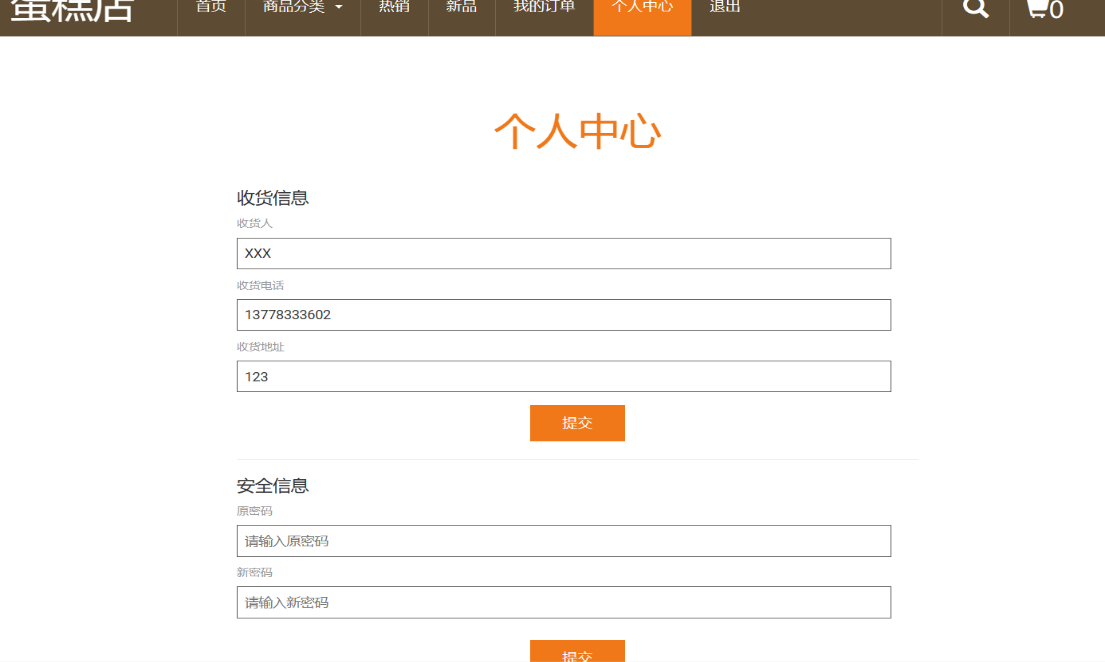 蛋糕店 首页 商品分类 热销 新品 我的订单 个人中心 退出 0
个人中心
收货信息
收货人
XXX
收货电话
13778333602
收货地址
123
提交
安全信息
原密码
请输入原密码
新密码
请输入新密码
提交